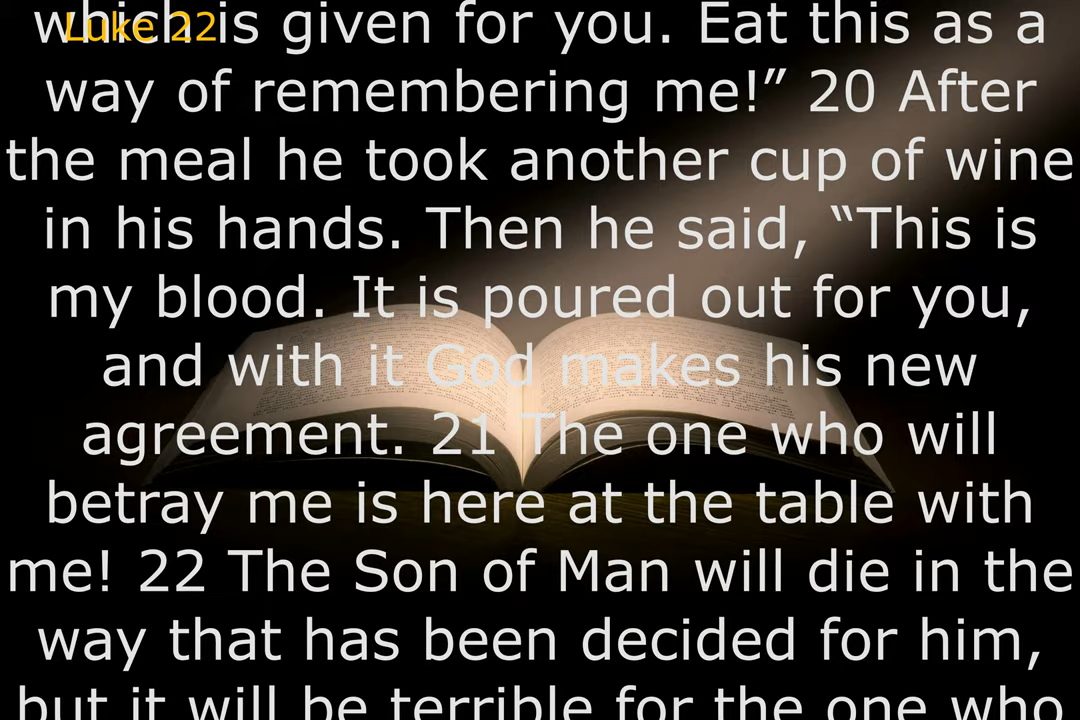 Luke 22
which is given for you. Eat this as a
way of remembering me!” 20 After
the meal he took another cup of wine
in his hands. Then he said, “This is
my blood. It is poured out for you,
and with it God makes his new
agreement. 21 The one who will
betray me is here at the table with
me! 22 The Son of Man will die in the
way that has been decided for him,
but it will be terrible for the one who